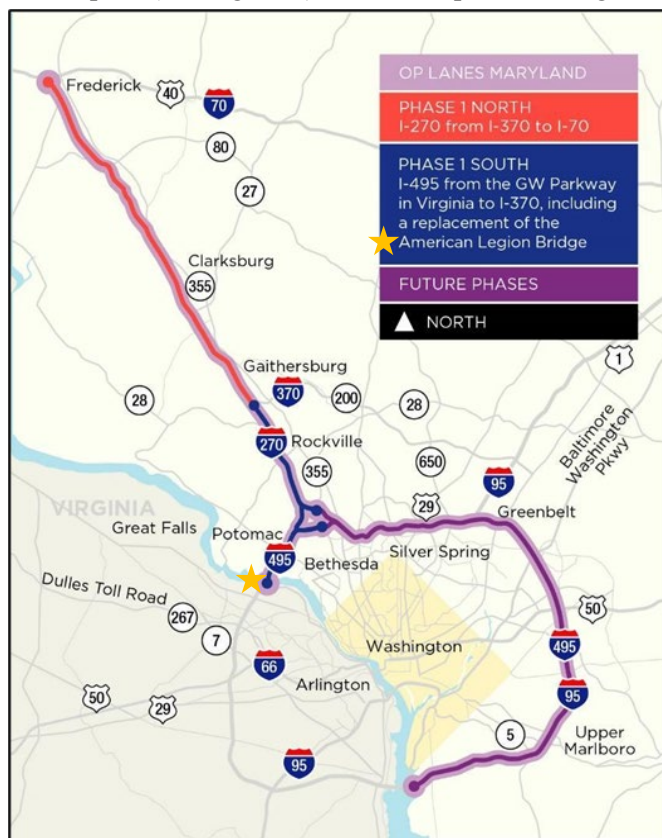 Frederick
40
70
80
27
OP LANES MARYLAND
PHASE 1 NORTH
I-270 from I-370 to I-70
PHASE 1 SOUTH
I-495 from the GW Parkway
in Virginia to I-370, including
a replacement of the
American Legion Bridge
FUTURE PHASES
NORTH
Clarksburg
355
1
Gaithersburg
370
28
200
28
270
Rockville
Baltimore
Washington
Pkwy
355
650
95
29
VIRGINIA
Greenbelt
Great Falls
Potomac
495
Bethesda
Silver Spring
Dulles Toll Road
267
7
50
Washington
495
66
Arlington
95
50
29
5
Upper
Marlboro
95